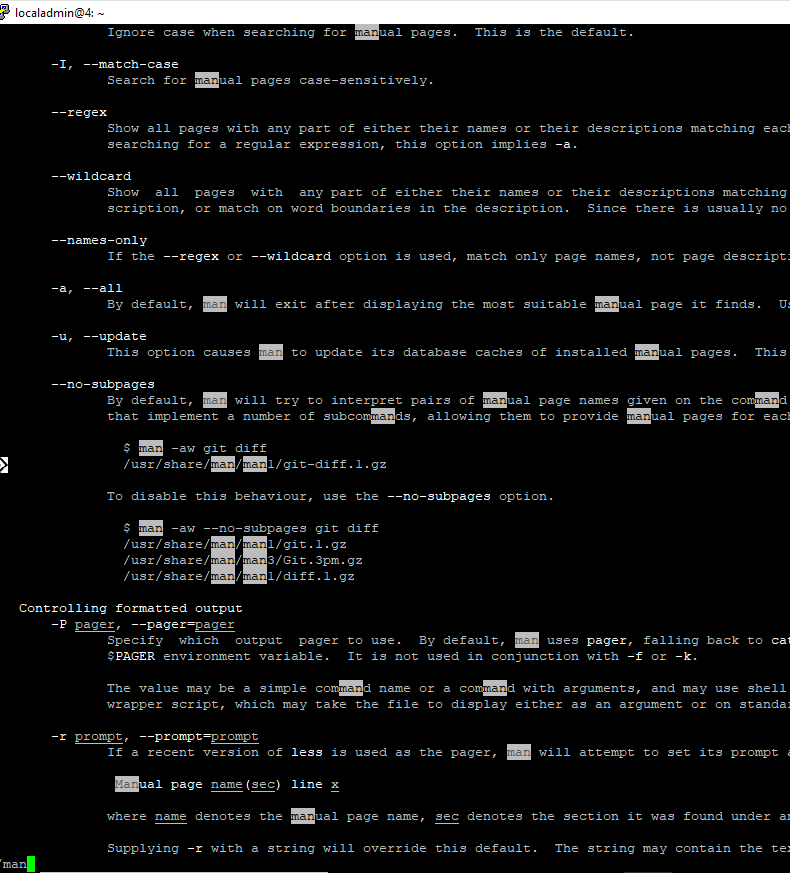 localadmin@4: ~
Ignore case when searching for manual pages.  This is the default.
-I, --match-case
Search for manual pages case-sensitively.
--regex
Show all pages with any part of either their names or their descriptions matching each
searching for a regular expression, this option implies -a.
--wildcard
Show  all  pages  with  any part of either their names or their descriptions matching
scription, or match on word boundaries in the description.  Since there is usually no
--names-only
If the --regex or --wildcard option is used, match only page names, not page descripti
-a, --all
By default, man will exit after displaying the most suitable manual page it finds.  Us
-u, --update
This option causes man to update its database caches of installed manual pages.  This
--no-subpages
By default, man will try to interpret pairs of manual page names given on the command
that implement a number of subcommands, allowing them to provide manual pages for each
$ man -aw git diff
/usr/share/man/man1/git-diff.1.gz
To disable this behaviour, use the --no-subpages option.
$ man -aw --no-subpages git diff
/usr/share/man/man1/git.1.gz
/usr/share/man/man3/Git.3pm.gz
/usr/share/man/man1/diff.1.gz
Controlling formatted output
-P pager, --pager=pager
Specify  which  output  pager to use.  By default, man uses pager, falling back to cat
$PAGER environment variable.  It is not used in conjunction with -f or -k.
The value may be a simple command name or a command with arguments, and may use shell
wrapper script, which may take the file to display either as an argument or on standa
-r prompt, --prompt=prompt
If a recent version of less is used as the pager, man will attempt to set its prompt a
Manual page name(sec) line x
where name denotes the manual page name, sec denotes the section it was found under an
Supplying -r with a string will override this default.  The string may contain the tex
/man